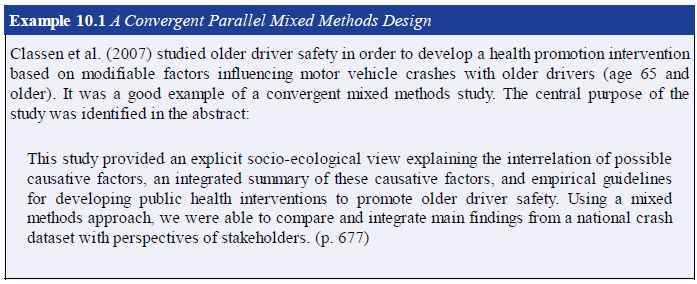 Example 10.1 A Convergent Parallel Mixed Methods Design
Classen et al. (2007) studied older driver safety in order to develop a health promotion intervention
based on modifiable factors influencing motor vehicle crashes with older drivers (age 65 and
older). It was a good example of a convergent mixed methods study. The central purpose of the
study was identified in the abstract:
This study provided an explicit socio-ecological view explaining the interrelation of possible
causative factors, an integrated summary of these causative factors, and empirical guidelines
for developing public health interventions to promote older driver safety. Using a mixed
methods approach, we were able to compare and integrate main findings from a national crash
dataset with perspectives of stakeholders. (p. 677)